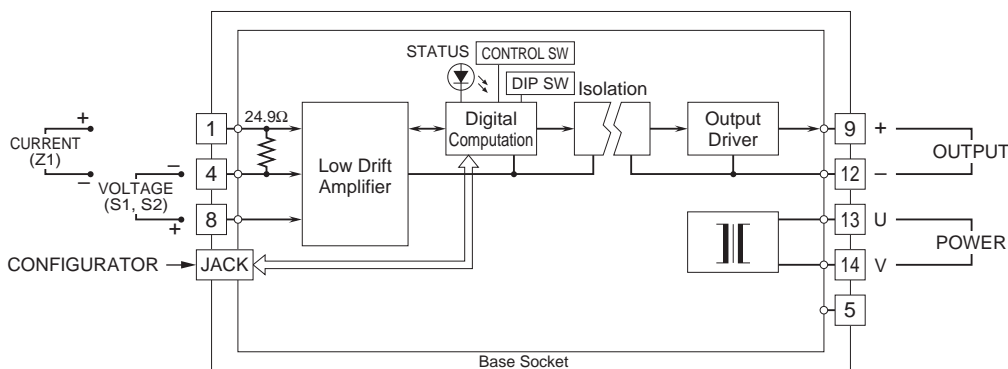 STATUS
CONTROL SW
DIP SW
Isolation
+
CURRENT
(Z1)
−
1
24.9Ω
Low Drift
Amplifier
Digital
Computation
Output
Driver
9
+
OUTPUT
12
−
4
−
VOLTAGE
(S1, S2)
+
8
13
U
POWER
14
V
CONFIGURATOR
JACK
5
Base Socket